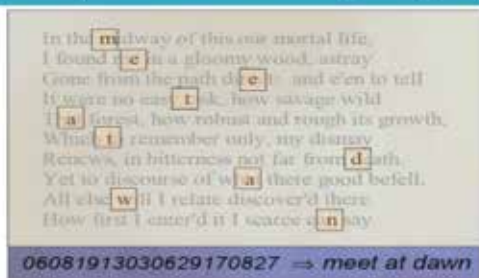 In the midway of this our mortal life,
I found me in a gloomy wood, astray
Gone from the path direct: and e'en to tell
It were no easy task, how savage wild
That forest, how robust and rough its growth,
Which to remember only, my dismay
Renews, in bitterness not far from death.
Yet to discourse of what there good befell,
All else will I relate discover'd there.
How first I enter'd it I scarce can say
06081913030629170827 ⇒ meet at dawn